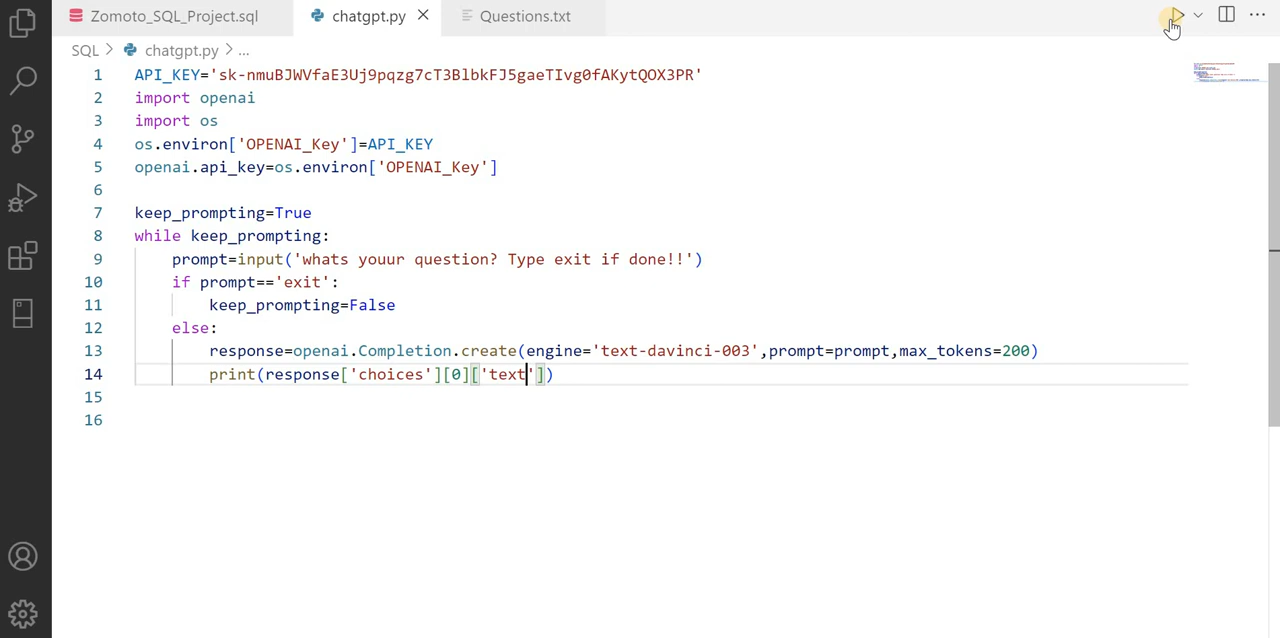 Zomoto_SQL_Project.sql chatgpt.py Questions.txt
SQL > chatgpt.py > ...
1 API_KEY='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'
2 import openai
3 import os
4 os.environ['OPENAI_Key']=API_KEY
5 openai.api_key=os.environ['OPENAI_Key']
6
7 keep_prompting=True
8 while keep_prompting:
9 prompt=input('whats youur question? Type exit if done!!')
10 if prompt=='exit':
11 keep_prompting=False
12 else:
13 response=openai.Completion.create(engine='text-davinci-003',prompt=prompt,max_tokens=200)
14 print(response['choices'][0]['text'])
15
16